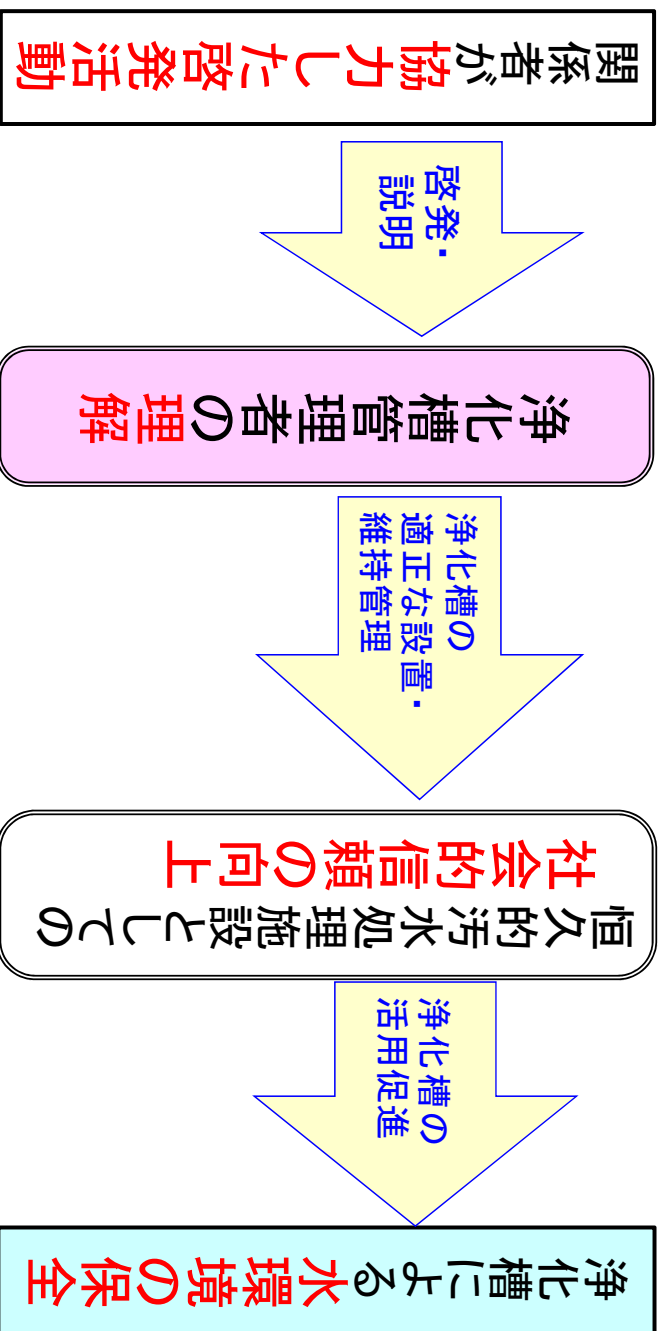 関係者が協力した啓発活動
啓発・
説明
浄化槽管理者の理解
浄化槽の
適正な設置・
維持管理
恒久的汚水処理施設としての
社会的信頼の向上
浄化槽の
活用促進
浄化槽による水環境の保全